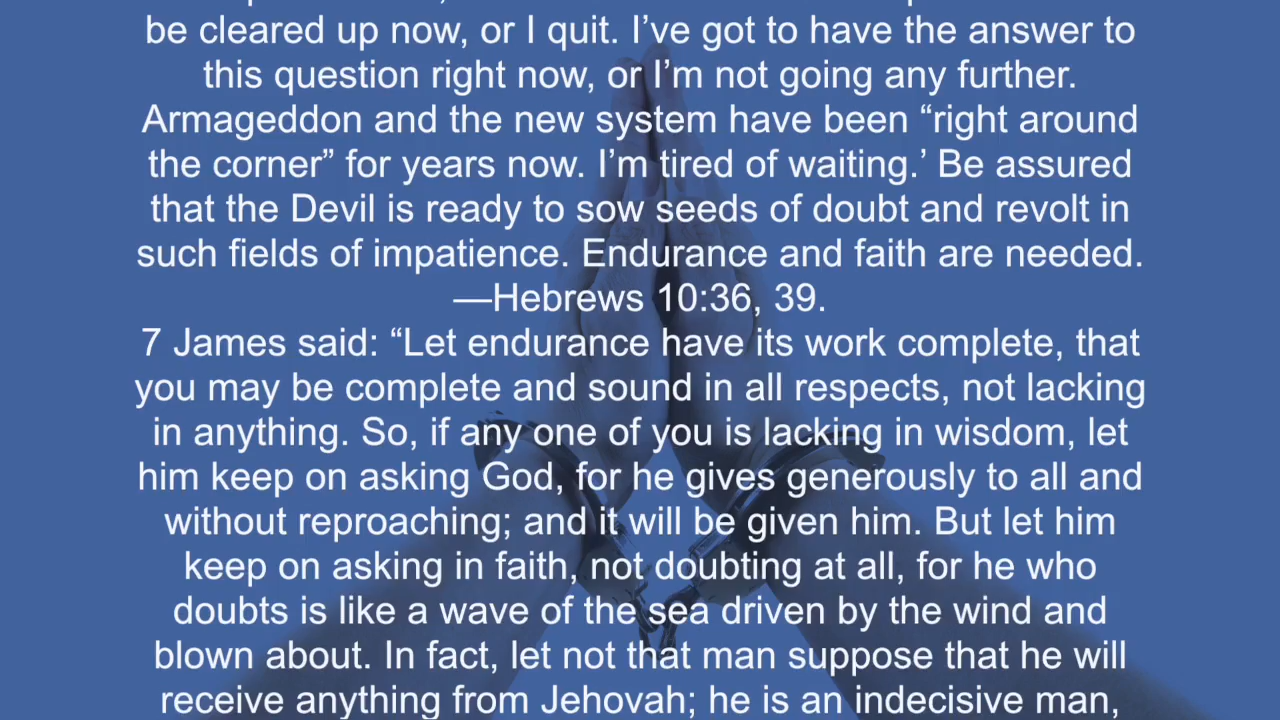 be cleared up now, or I quit. I’ve got to have the answer to
this question right now, or I’m not going any further.
Armageddon and the new system have been “right around
the corner” for years now. I’m tired of waiting.’ Be assured
that the Devil is ready to sow seeds of doubt and revolt in
such fields of impatience. Endurance and faith are needed.
—Hebrews 10:36, 39.
7 James said: “Let endurance have its work complete, that
you may be complete and sound in all respects, not lacking
in anything. So, if any one of you is lacking in wisdom, let
him keep on asking God, for he gives generously to all and
without reproaching; and it will be given him. But let him
keep on asking in faith, not doubting at all, for he who
doubts is like a wave of the sea driven by the wind and
blown about. In fact, let not that man suppose that he will
receive anything from Jehovah; he is an indecisive man,